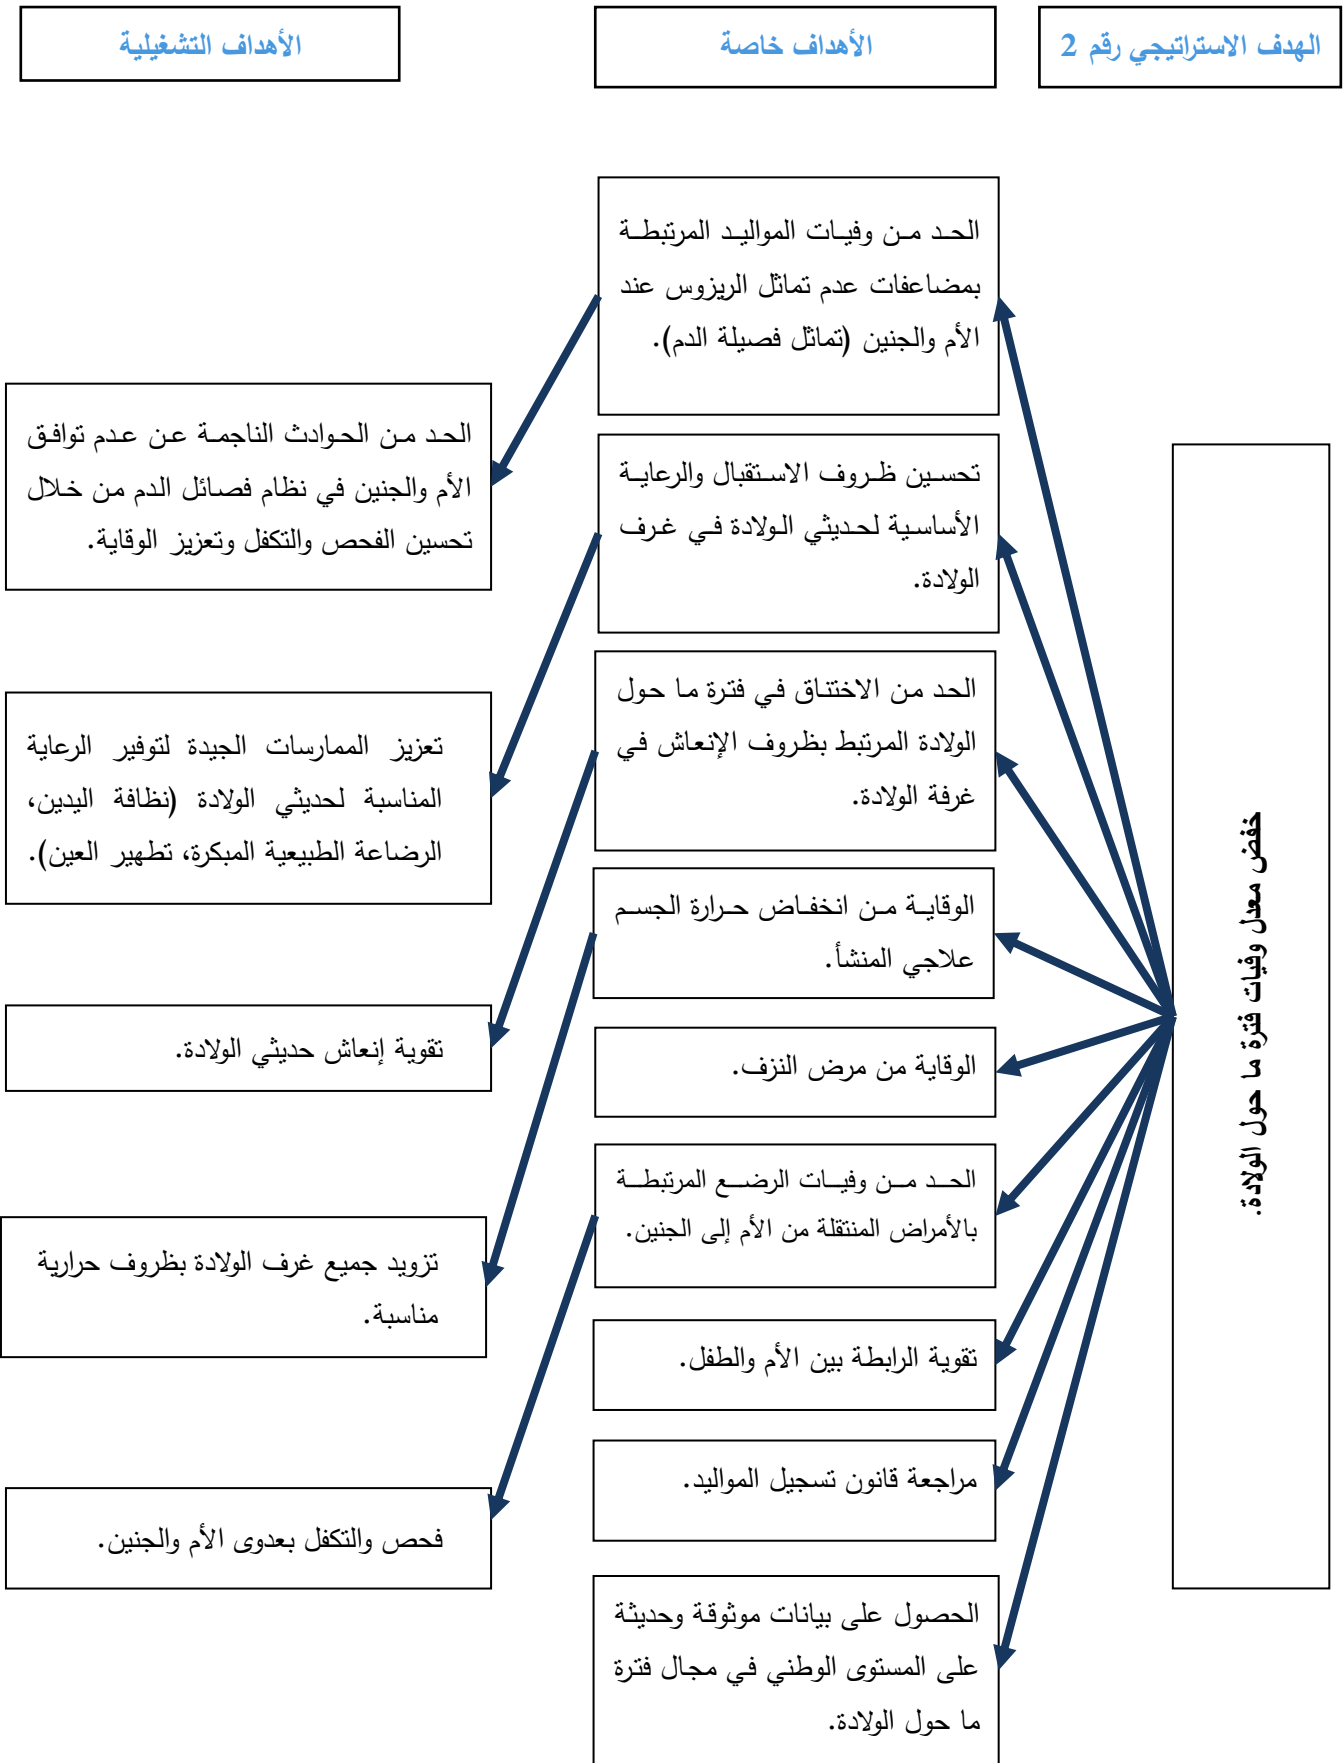 الهدف الاستراتيجي رقم 2
الأهداف خاصة
الأهداف التشغيلية
خفض معدل وفيات فترة ما حول الولادة.
الحد من وفيات المواليد المرتبطة
بمضاعفات عدم تماثل الريزوس عند
الأم والجنين (تماثل فصيلة الدم).
تحسين ظروف الاستقبال والرعاية
الأساسية لحديثي الولادة في غرف
الولادة.
الحد من الاختناق في فترة ما حول
الولادة المرتبط بظروف الإنعاش في
غرفة الولادة.
الوقاية من انخفاض حرارة الجسم
علاجي المنشأ.
الوقاية من مرض النزف.
الحد من وفيات الرضع المرتبطة
بالأمراض المنتقلة من الأم إلى الجنين.
تقوية الرابطة بين الأم والطفل.
مراجعة قانون تسجيل المواليد.
الحصول على بيانات موثوقة وحديثة
على المستوى الوطني في مجال فترة
ما حول الولادة.
الحد من الحوادث الناجمة عن عدم توافق
الأم والجنين في نظام فصائل الدم من خلال
تحسين الفحص والتكفل وتعزيز الوقاية.
تعزيز الممارسات الجيدة لتوفير الرعاية
المناسبة لحديثي الولادة (نظافة اليدين،
الرضاعة الطبيعية المبكرة، تطهير العين).
تقوية إنعاش حديثي الولادة.
تزويد جميع غرف الولادة بظروف حرارية
مناسبة.
فحص والتكفل بعدوى الأم والجنين.